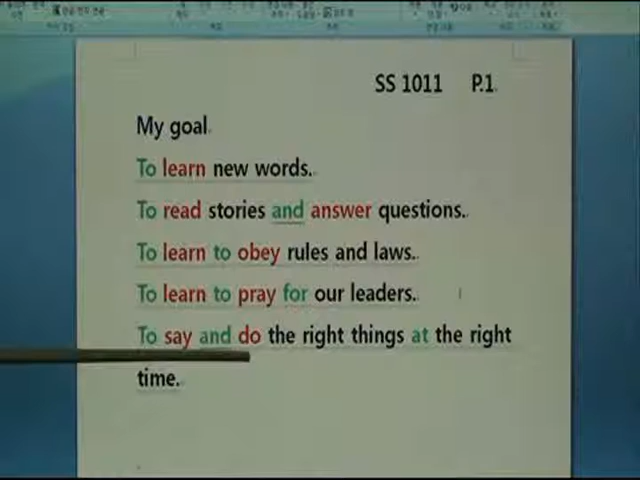 SS 1011 P.1
My goal.
To learn new words.
To read stories and answer questions.
To learn to obey rules and laws.
To learn to pray for our leaders.
To say and do the right things at the right
time.